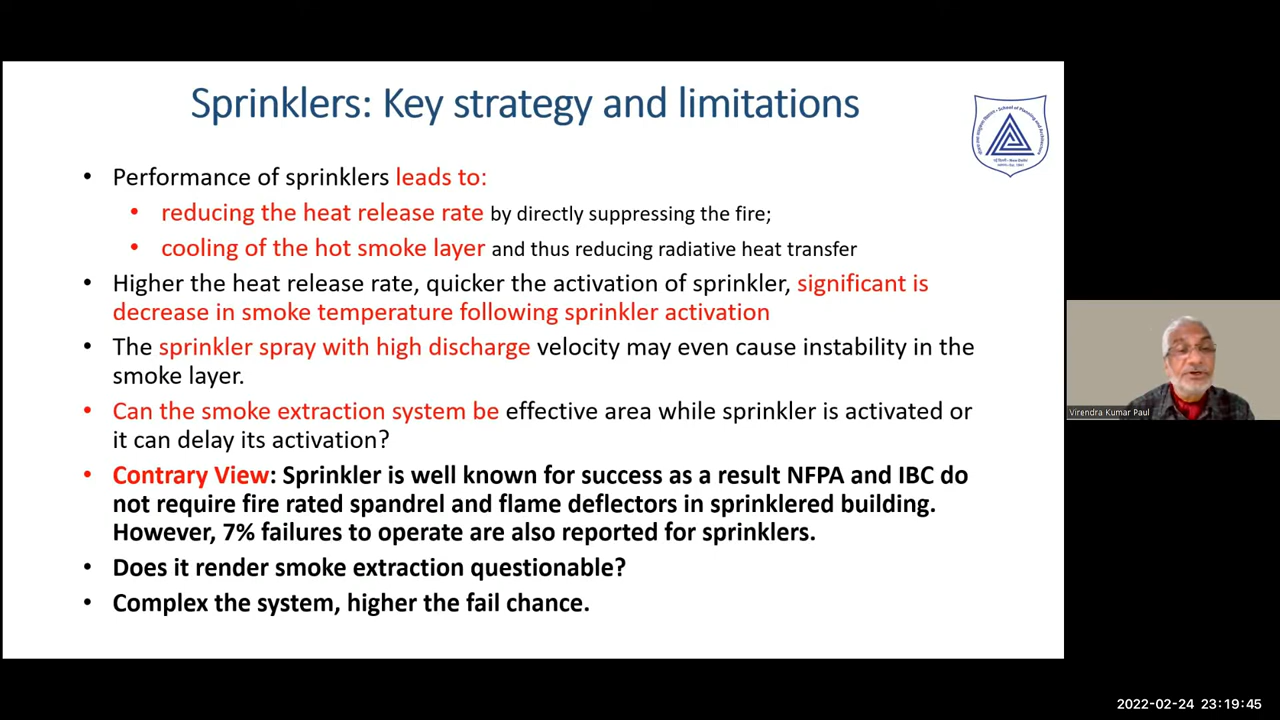 Sprinklers: Key strategy and limitations
• Performance of sprinklers leads to:
• reducing the heat release rate by directly suppressing the fire;
• cooling of the hot smoke layer and thus reducing radiative heat transfer
• Higher the heat release rate, quicker the activation of sprinkler, significant is
decrease in smoke temperature following sprinkler activation
• The sprinkler spray with high discharge velocity may even cause instability in the
smoke layer.
• Can the smoke extraction system be effective area while sprinkler is activated or
it can delay its activation?
• Contrary View: Sprinkler is well known for success as a result NFPA and IBC do
not require fire rated spandrel and flame deflectors in sprinklered building.
However, 7% failures to operate are also reported for sprinklers.
• Does it render smoke extraction questionable?
• Complex the system, higher the fail chance.
Virendra Kumar Paul
2022-02-24 23:19:45